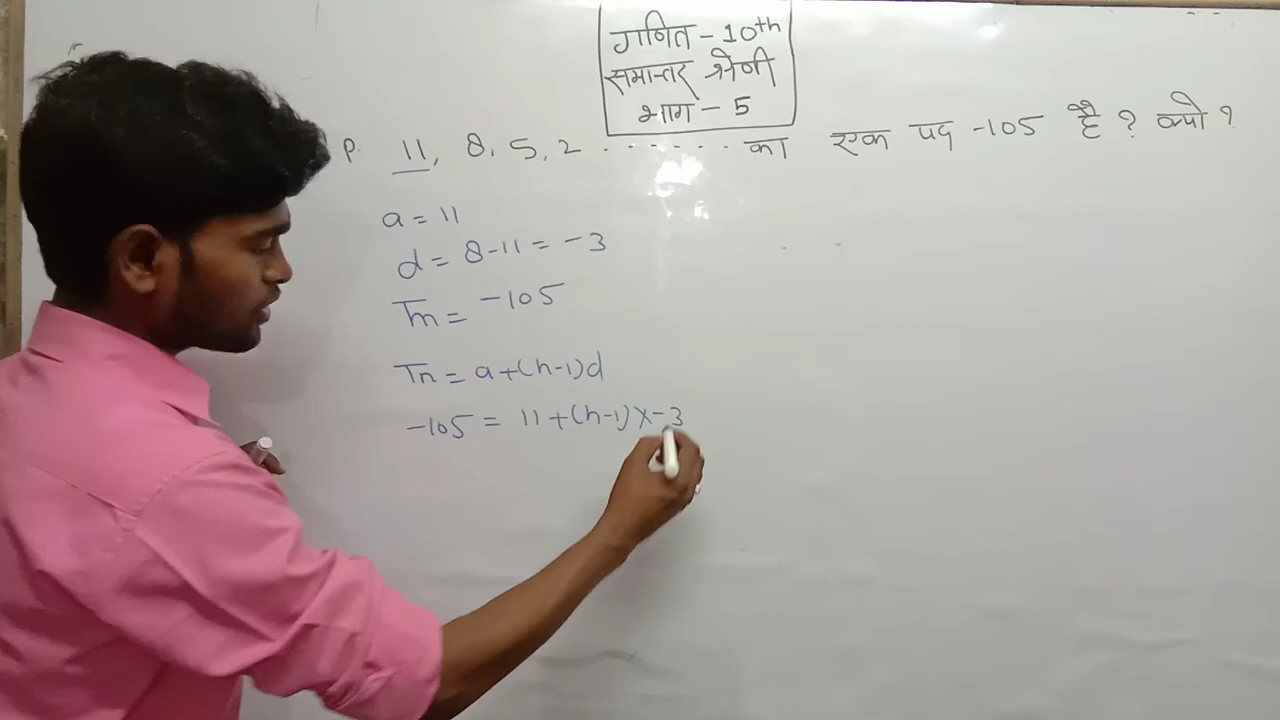 गणित - 10th
समान्तर श्रेणी
भाग - 5
P. 11, 8, 5, 2 ........ का एक पद -105 है ? क्यो ?
a = 11
d = 8-11 = -3
Tn = -105
Tn = a+(n-1)d
-105 = 11+(n-1)x-3